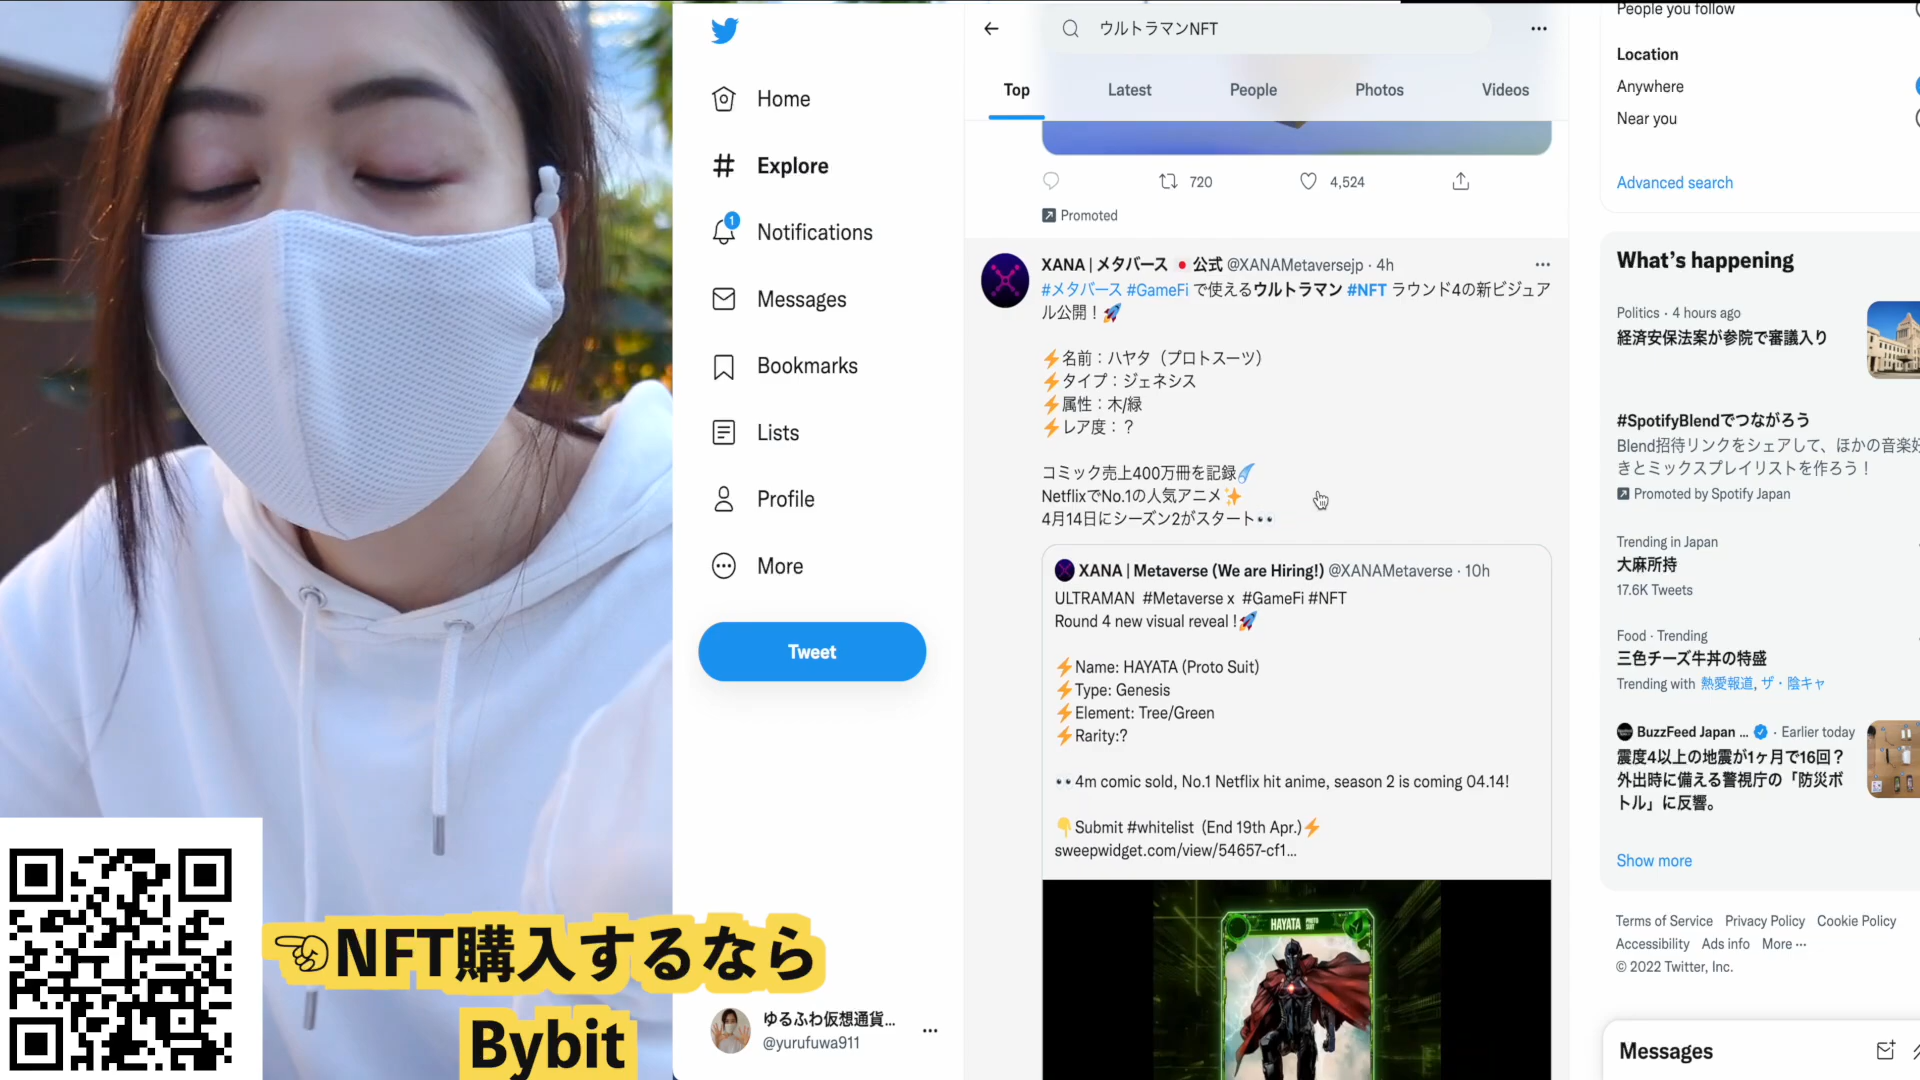 Home
Explore
1
Notifications
Messages
Bookmarks
Lists
Profile
More
Tweet
ゆるふわ仮想通貨...
@yurufuwa911
NFT購入するなら
Bybit
ウルトラマンNFT
Top
Latest
People
Photos
Videos
720
4,524
Promoted
XANA | メタバース 公式 @XANAMetaversejp · 4h
#メタバース #GameFi で使えるウルトラマン #NFT ラウンド4の新ビジュア
ル公開！
名前：ハヤタ（プロトスーツ）
タイプ：ジェネシス
属性：木/緑
レア度：？
コミック売上400万冊を記録
NetflixでNo.1の人気アニメ
4月14日にシーズン2がスタート
XANA | Metaverse (We are Hiring!) @XANAMetaverse · 10h
ULTRAMAN #Metaverse x #GameFi #NFT
Round 4 new visual reveal !
Name: HAYATA (Proto Suit)
Type: Genesis
Element: Tree/Green
Rarity:?
4m comic sold, No.1 Netflix hit anime, season 2 is coming 04.14!
Submit #whitelist (End 19th Apr.)
sweepwidget.com/view/54657-cf1...
HAYATA PROTO SUIT
People you follow
Location
Anywhere
Near you
Advanced search
What's happening
Politics · 4 hours ago
経済安保法案が参院で審議入り
#SpotifyBlendでつながろう
Blend招待リンクをシェアして、ほかの音楽好
きとミックスプレイリストを作ろう！
Promoted by Spotify Japan
Trending in Japan
大麻所持
17.6K Tweets
Food · Trending
三色チーズ牛丼の特盛
Trending with 熱愛報道, ザ・陰キャ
BuzzFeed Japan ... · Earlier today
震度4以上の地震が1ヶ月で16回？
外出時に備える警視庁の「防災ボ
トル」に反響。
Show more
Terms of Service Privacy Policy Cookie Policy
Accessibility Ads info More ...
© 2022 Twitter, Inc.
Messages